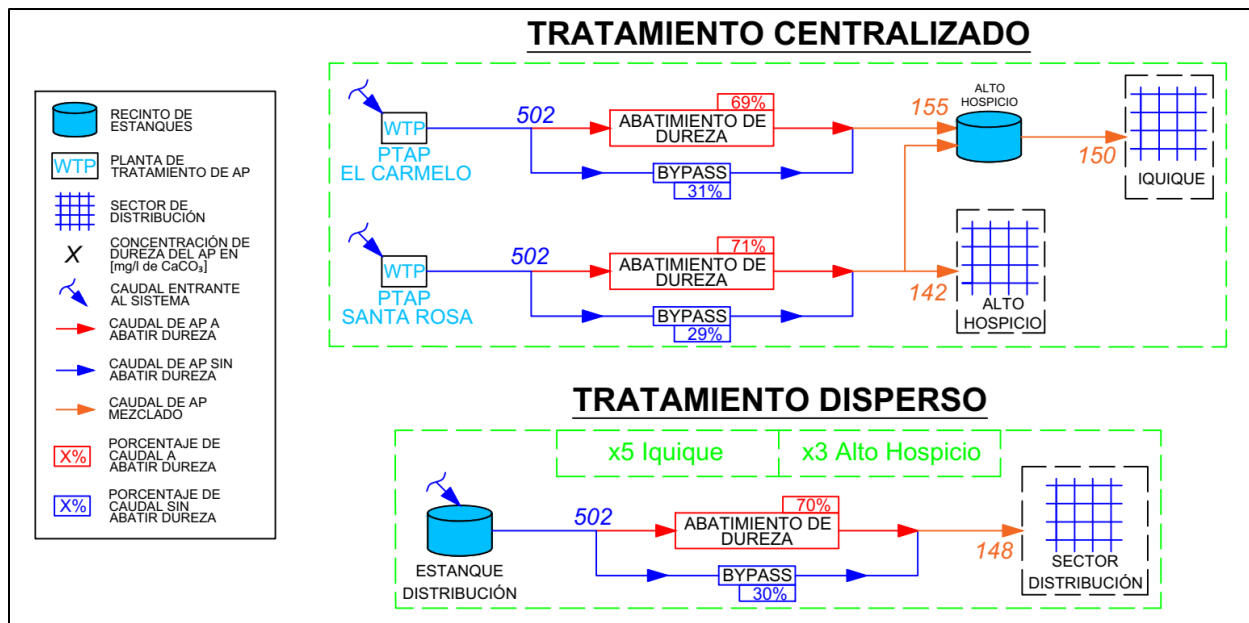 TRATAMIENTO CENTRALIZADO
RECINTO DE
ESTANQUES
WTP
PLANTA DE
TRATAMIENTO DE AP
SECTOR DE
DISTRIBUCIÓN
X
CONCENTRACIÓN DE
DUREZA DEL AP EN
[mg/l de CaCO₃]
CAUDAL ENTRANTE
AL SISTEMA
CAUDAL DE AP A
ABATIR DUREZA
CAUDAL DE AP SIN
ABATIR DUREZA
CAUDAL DE AP
MEZCLADO
X%
PORCENTAJE DE
CAUDAL A
ABATIR DUREZA
X%
PORCENTAJE DE
CAUDAL SIN
ABATIR DUREZA
WTP
PTAP
EL CARMELO
502
69%
ABATIMIENTO DE
DUREZA
BYPASS
31%
155
ALTO
HOSPICIO
150
IQUIQUE
WTP
PTAP
SANTA ROSA
502
71%
ABATIMIENTO DE
DUREZA
BYPASS
29%
142
ALTO
HOSPICIO
TRATAMIENTO DISPERSO
x5 Iquique
x3 Alto Hospicio
ESTANQUE
DISTRIBUCIÓN
502
70%
ABATIMIENTO DE
DUREZA
BYPASS
30%
148
SECTOR
DISTRIBUCIÓN